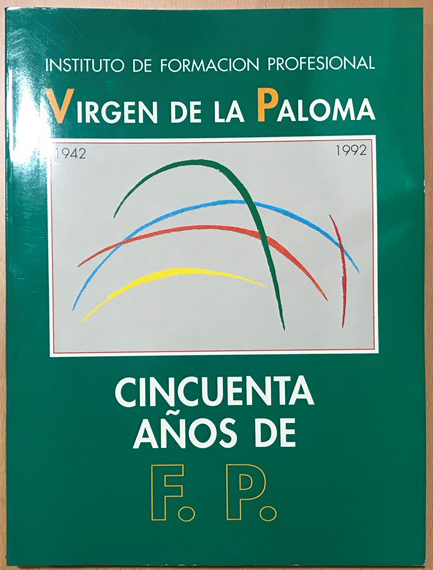 INSTITUTO DE FORMACION PROFESIONAL
VIRGEN DE LA PALOMA
1942 1992
CINCUENTA
AÑOS DE
F. P.